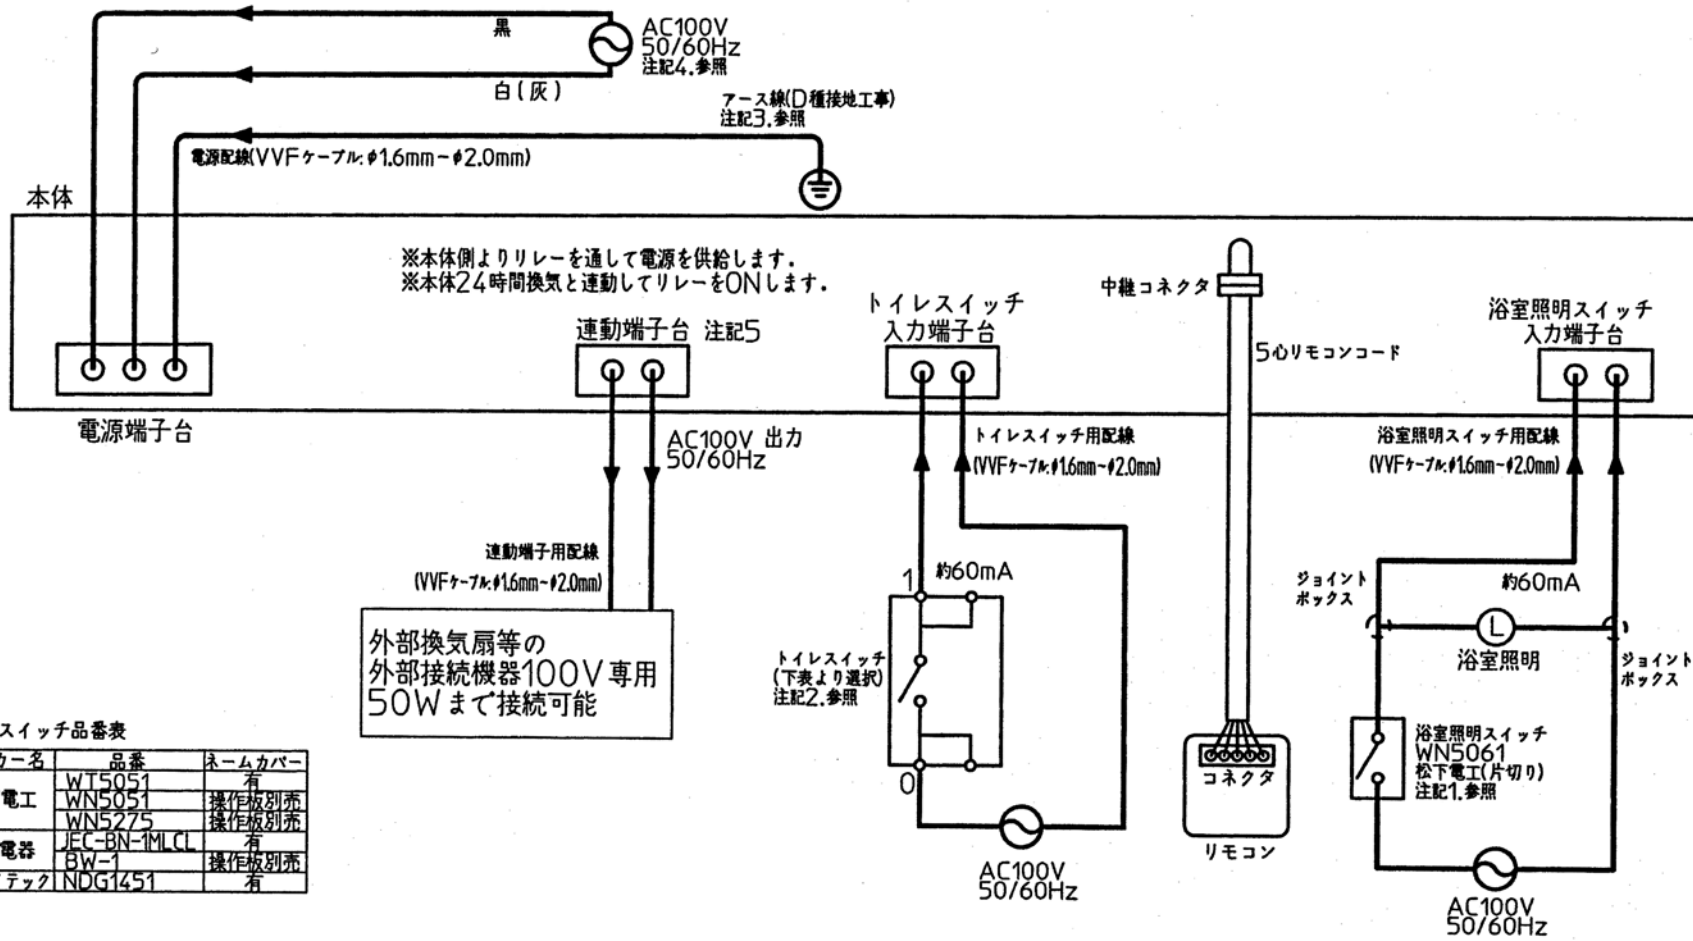 黒
AC100V
50/60Hz
注記4.参照
白(灰)
アース線(D種接地工事)
注記3.参照
電源配線(VVFケーブル:φ1.6mm~φ2.0mm)
本体
※本体側よりリレーを通して電源を供給します.
※本体24時間換気と連動してリレーをONします.
電源端子台
連動端子台 注記5
AC100V 出力
50/60Hz
連動端子用配線
(VVFケーブル:φ1.6mm~φ2.0mm)
外部換気扇等の
外部接続機器100V専用
50Wまで接続可能
トイレスイッチ
入力端子台
トイレスイッチ用配線
(VVFケーブル:φ1.6mm~φ2.0mm)
1
約60mA
トイレスイッチ
(下表より選択)
注記2.参照
0
AC100V
50/60Hz
中継コネクタ
5心リモコンコード
コネクタ
リモコン
浴室照明スイッチ
入力端子台
浴室照明スイッチ用配線
(VVFケーブル:φ1.6mm~φ2.0mm)
ジョイント
ボックス
約60mA
L
浴室照明
ジョイント
ボックス
浴室照明スイッチ
WN5061
松下電工(片切り)
注記1.参照
AC100V
50/60Hz
スイッチ品番表
カー名 品番 ネームカバー
電工 WT5051 有
WN5051 操作板別売
WN5275 操作板別売
電器 JEC-BN-1MLCL 有
BW-1 操作板別売
テック NDG1451 有